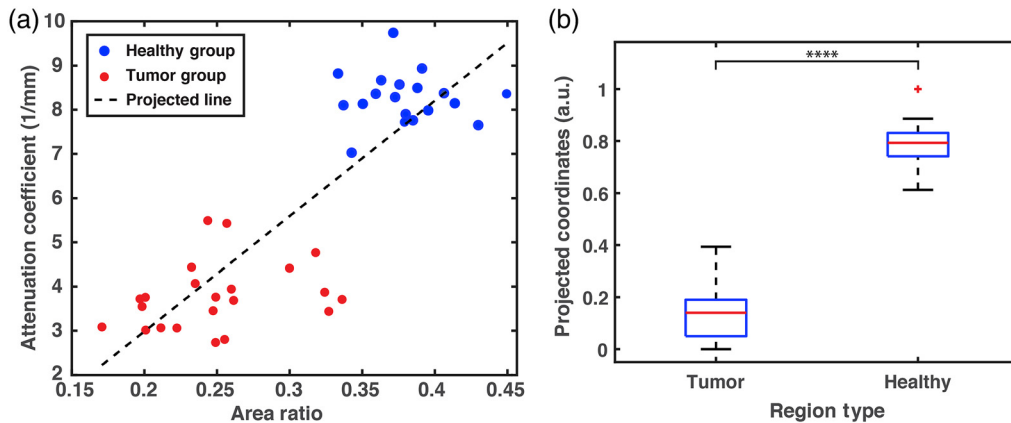 (a)
Healthy group
Tumor group
Projected line
Attenuation coefficient (1/mm)
10
9
8
7
6
5
4
3
2
0.15 0.2 0.25 0.3 0.35 0.4 0.45
Area ratio
(b)
****
Projected coordinates (a.u.)
1
0.8
0.6
0.4
0.2
0
Tumor Healthy
Region type